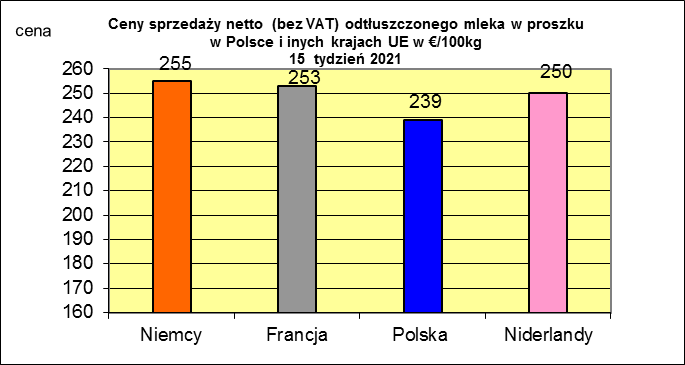 cena
Ceny sprzedaży netto (bez VAT) odtłuszczonego mleka w proszku
w Polsce i inych krajach UE w €/100kg
15 tydzień 2021
260
250
240
230
220
210
200
190
180
170
160
255
253
239
250
Niemcy
Francja
Polska
Niderlandy